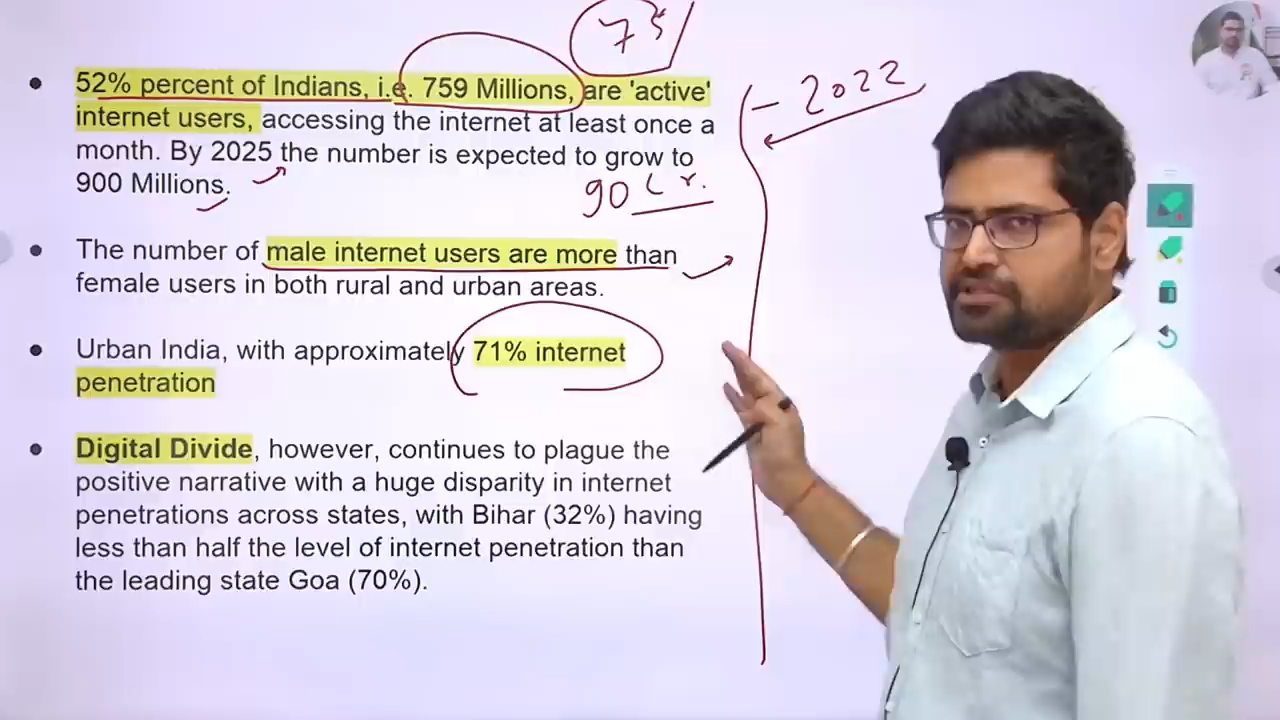 75
52% percent of Indians, i.e. 759 Millions, are 'active'
internet users, accessing the internet at least once a
month. By 2025 the number is expected to grow to
900 Millions.
90 Cr.
- 2022
The number of male internet users are more than
female users in both rural and urban areas.
Urban India, with approximately 71% internet
penetration
Digital Divide, however, continues to plague the
positive narrative with a huge disparity in internet
penetrations across states, with Bihar (32%) having
less than half the level of internet penetration than
the leading state Goa (70%).